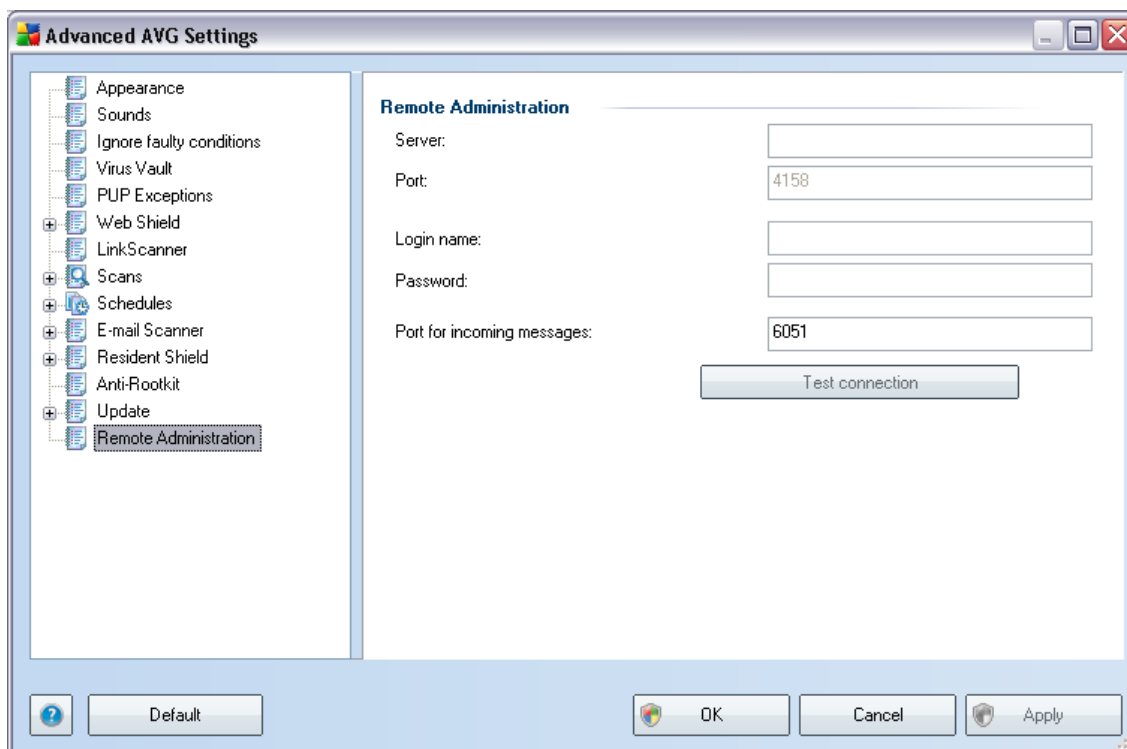 Advanced AVG Settings
Appearance
Sounds
Ignore faulty conditions
Virus Vault
PUP Exceptions
Web Shield
LinkScanner
Scans
Schedules
E-mail Scanner
Resident Shield
Anti-Rootkit
Update
Remote Administration
Remote Administration
Server:
Port: 4158
Login name:
Password:
Port for incoming messages: 6051
Test connection
? Default OK Cancel Apply